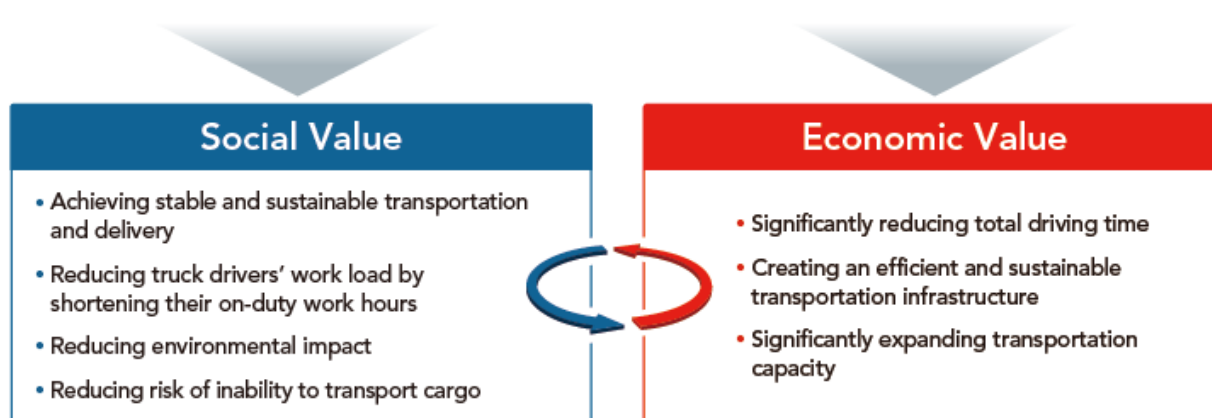 Social Value
• Achieving stable and sustainable transportation
and delivery
• Reducing truck drivers’ work load by
shortening their on-duty work hours
• Reducing environmental impact
• Reducing risk of inability to transport cargo
Economic Value
• Significantly reducing total driving time
• Creating an efficient and sustainable
transportation infrastructure
• Significantly expanding transportation
capacity